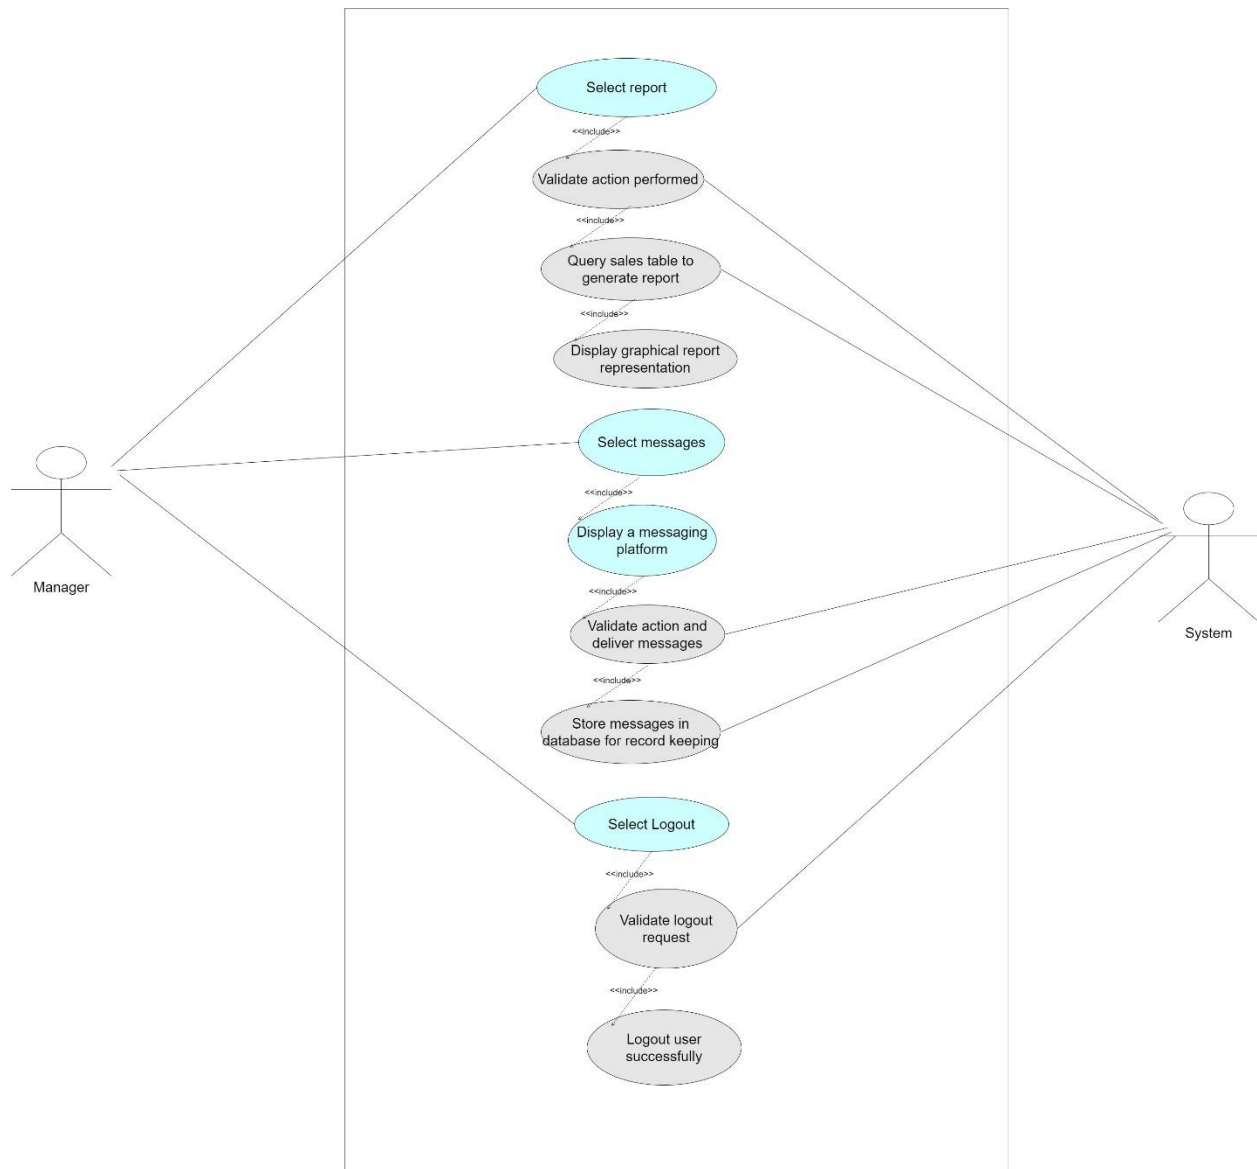 Select report
<<include>>
Validate action performed
<<include>>
Query sales table to
generate report
<<include>>
Display graphical report
representation
Select messages
<<include>>
Display a messaging
platform
<<include>>
Manager
Validate action and
deliver messages
System
<<include>>
Store messages in
database for record keeping
Select Logout
<<include>>
Validate logout
request
<<include>>
Logout user
successfully